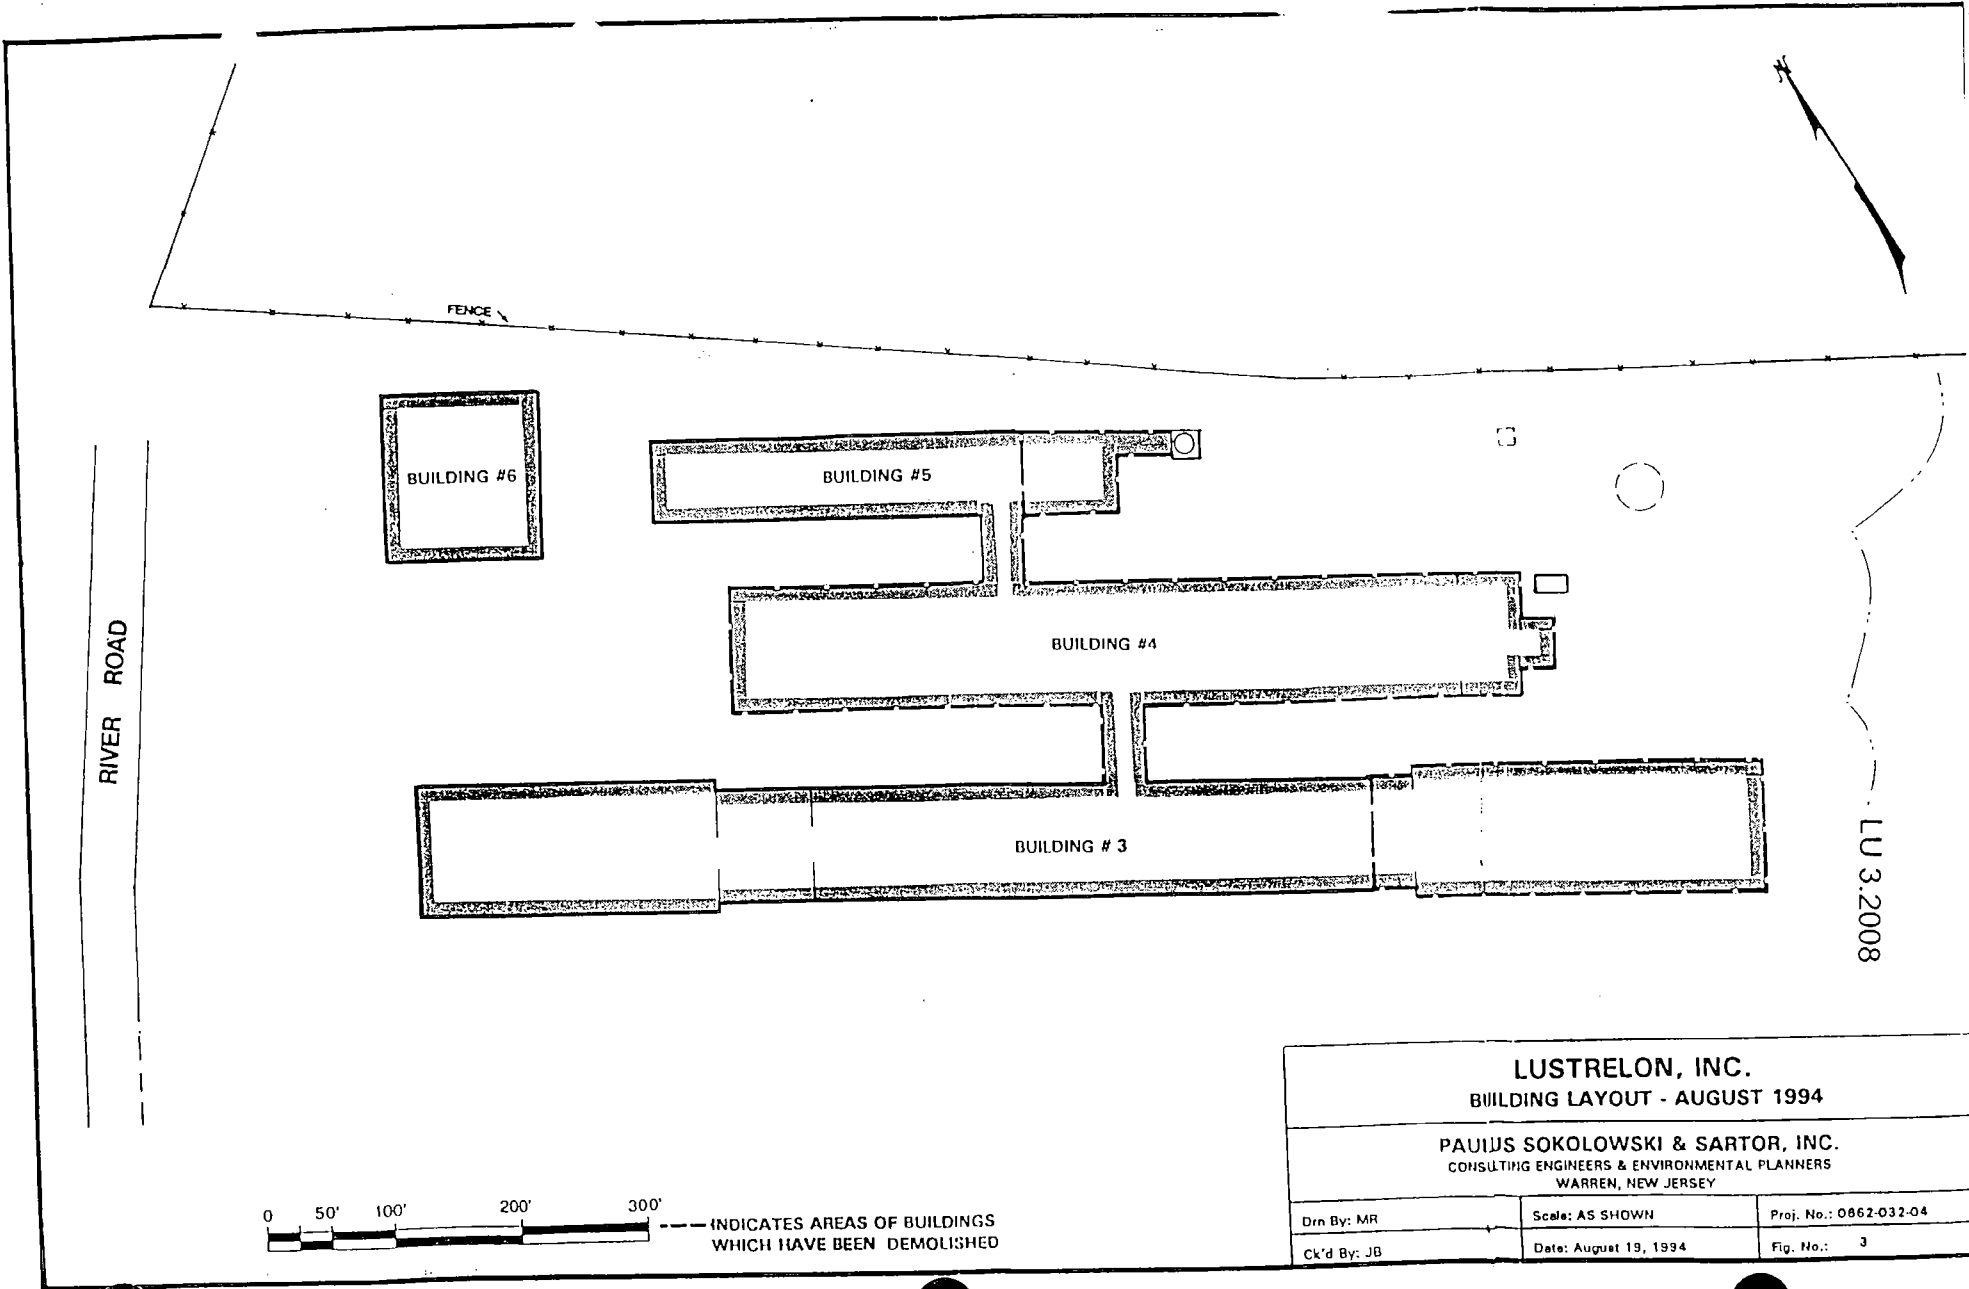 N
FENCE
BUILDING #6
BUILDING #5
BUILDING #4
BUILDING # 3
RIVER ROAD
LU 3.2008
0 50' 100' 200' 300'
INDICATES AREAS OF BUILDINGS
WHICH HAVE BEEN DEMOLISHED
LUSTRELON, INC.
BUILDING LAYOUT - AUGUST 1994
PAULUS SOKOLOWSKI & SARTOR, INC.
CONSULTING ENGINEERS & ENVIRONMENTAL PLANNERS
WARREN, NEW JERSEY
Drn By: MR
Scale: AS SHOWN
Proj. No.: 0662-032-04
Ck'd By: JB
Date: August 19, 1994
Fig. No.: 3